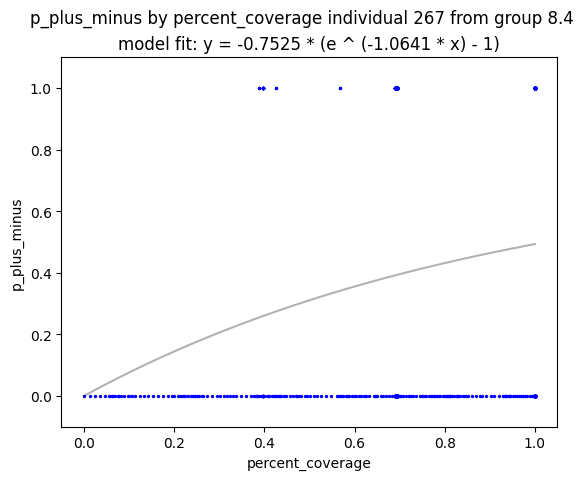 p_plus_minus by percent_coverage individual 267 from group 8.4
model fit: y = -0.7525 * (e ^ (-1.0641 * x) - 1)
1.0
0.8
0.6
0.4
0.2
0.0
p_plus_minus
0.0 0.2 0.4 0.6 0.8 1.0
percent_coverage